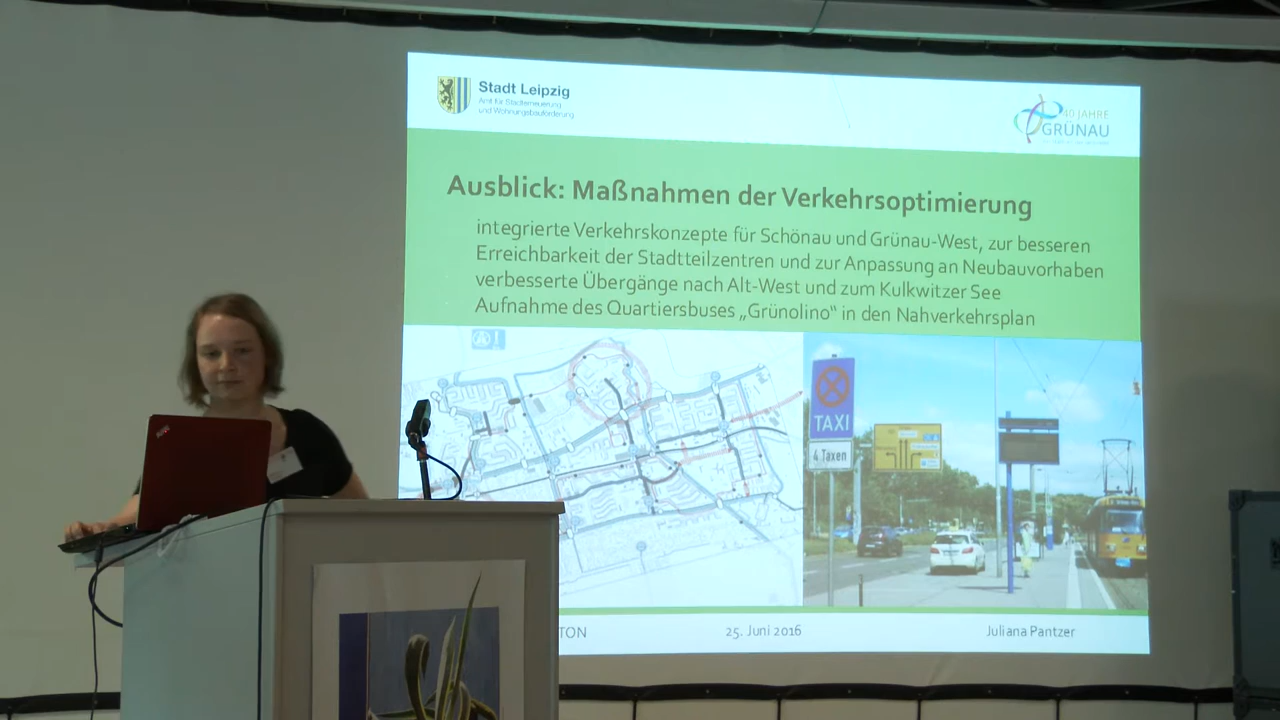 Stadt Leipzig
Amt für Stadterneuerung
und Wohnungsbauförderung
40 JAHRE
GRÜNAU
Ausblick: Maßnahmen der Verkehrsoptimierung
integrierte Verkehrskonzepte für Schönau und Grünau-West, zur besseren
Erreichbarkeit der Stadtteilzentren und zur Anpassung an Neubauvorhaben
verbesserte Übergänge nach Alt-West und zum Kulkwitzer See
Aufnahme des Quartiersbuses „Grünolino“ in den Nahverkehrsplan
TAXI
4 Taxen
TON
25. Juni 2016
Juliana Pantzer